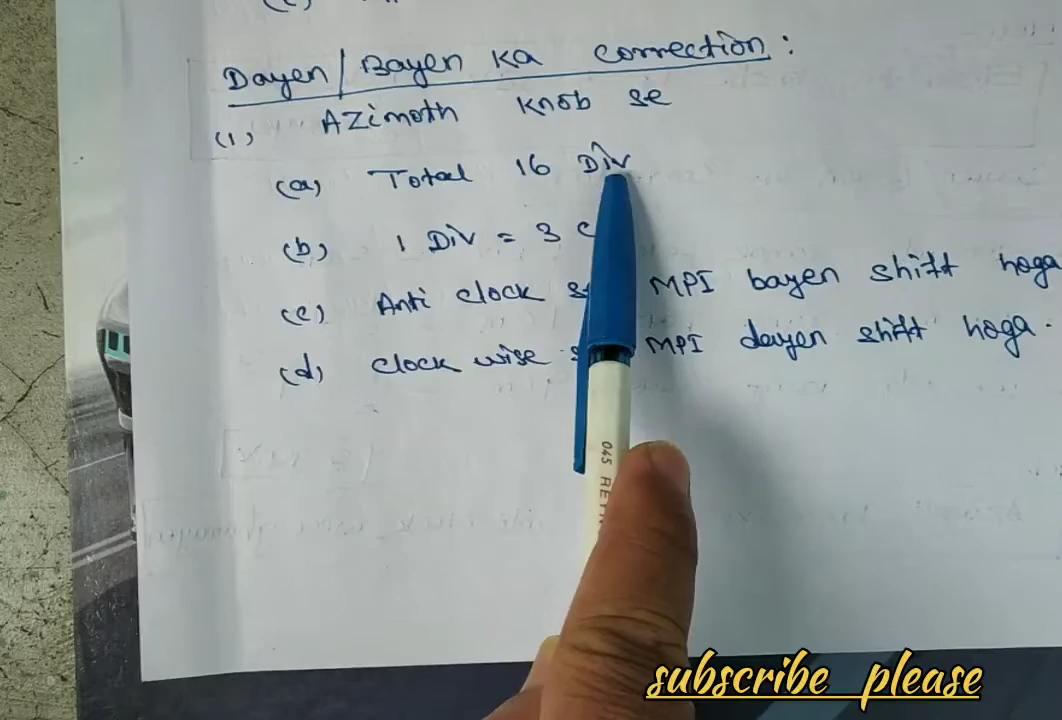 Dayen/Bayen ka correction:
(1) Azimoth knob se
(a) Total 16 Div
(b) 1 Div = 3 c
(c) Anti clock MPI bayen shift hoga
(d) clock wise MPI dayen shift hoga.
045 RE
subscribe please